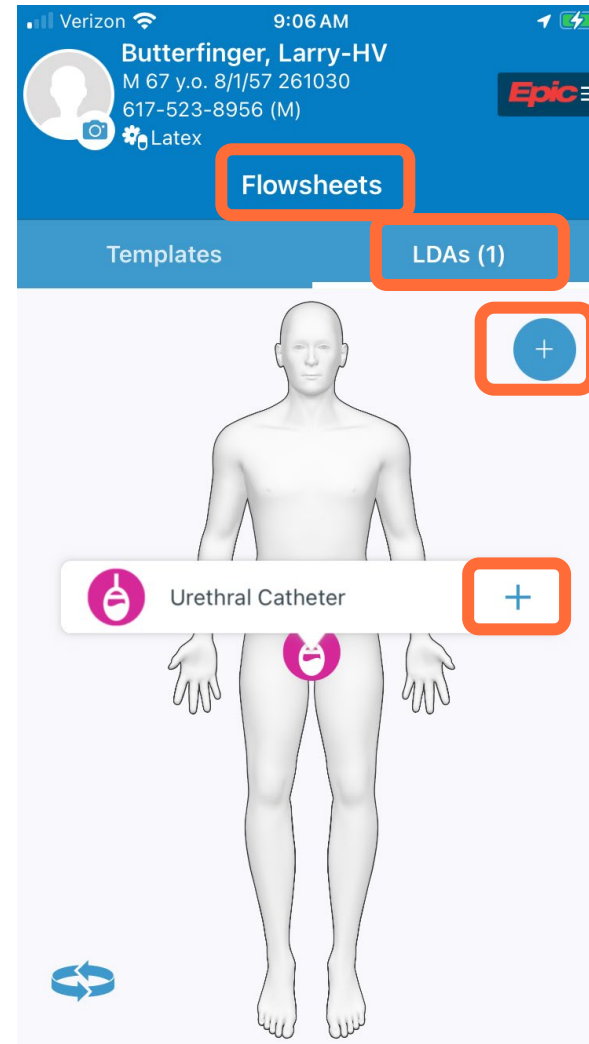 Verizon 9:06 AM
Butterfinger, Larry-HV
M 67 y.o. 8/1/57 261030
617-523-8956 (M)
Latex
Epic
Flowsheets
Templates LDAs (1)
+
Urethral Catheter +